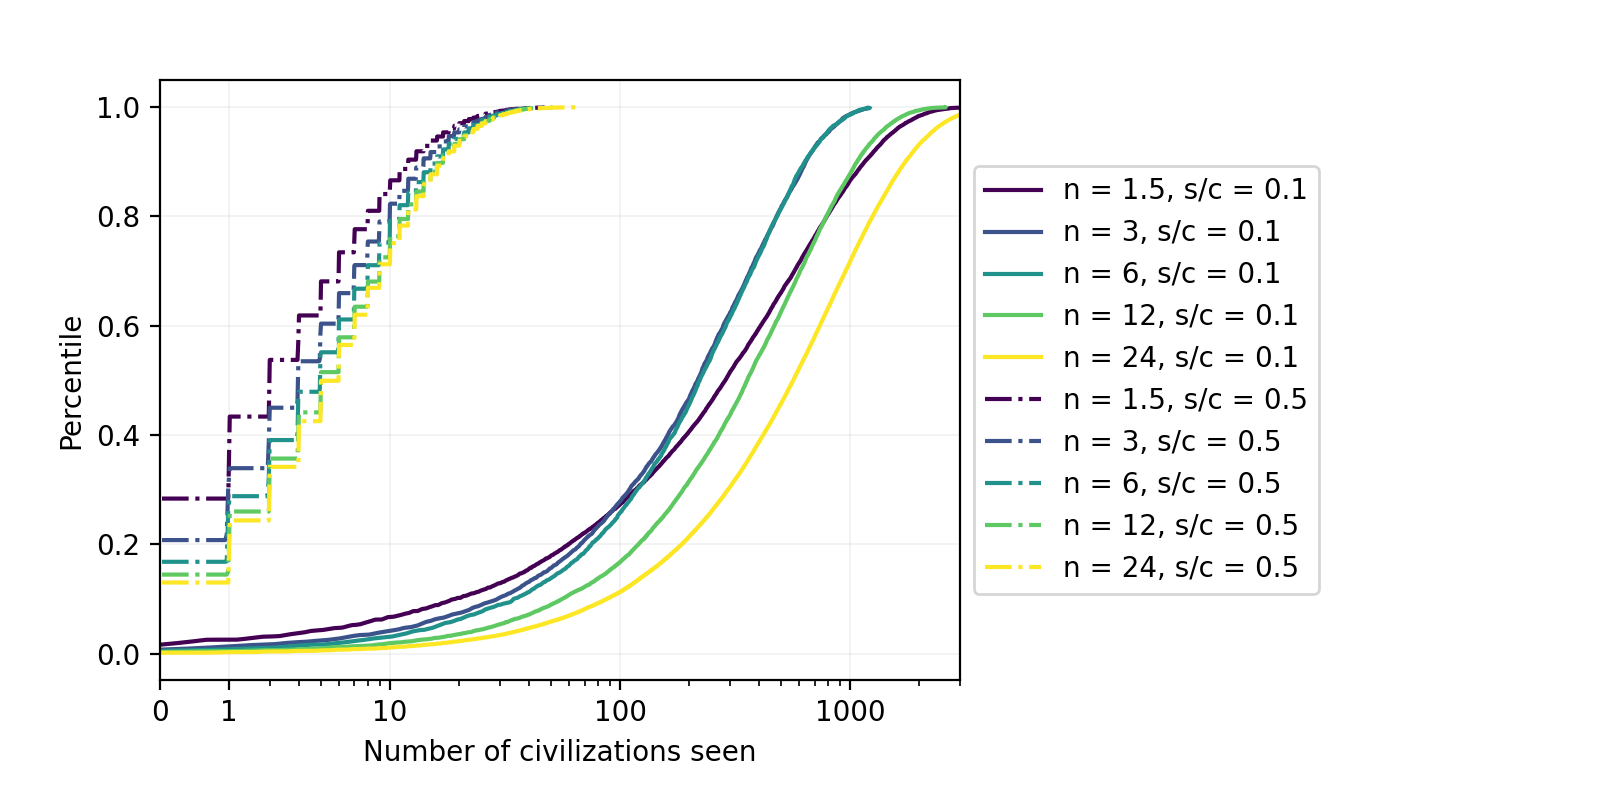 1.0
0.8
0.6
0.4
0.2
0.0
Percentile
0 1 10 100 1000
Number of civilizations seen
n = 1.5, s/c = 0.1
n = 3, s/c = 0.1
n = 6, s/c = 0.1
n = 12, s/c = 0.1
n = 24, s/c = 0.1
n = 1.5, s/c = 0.5
n = 3, s/c = 0.5
n = 6, s/c = 0.5
n = 12, s/c = 0.5
n = 24, s/c = 0.5